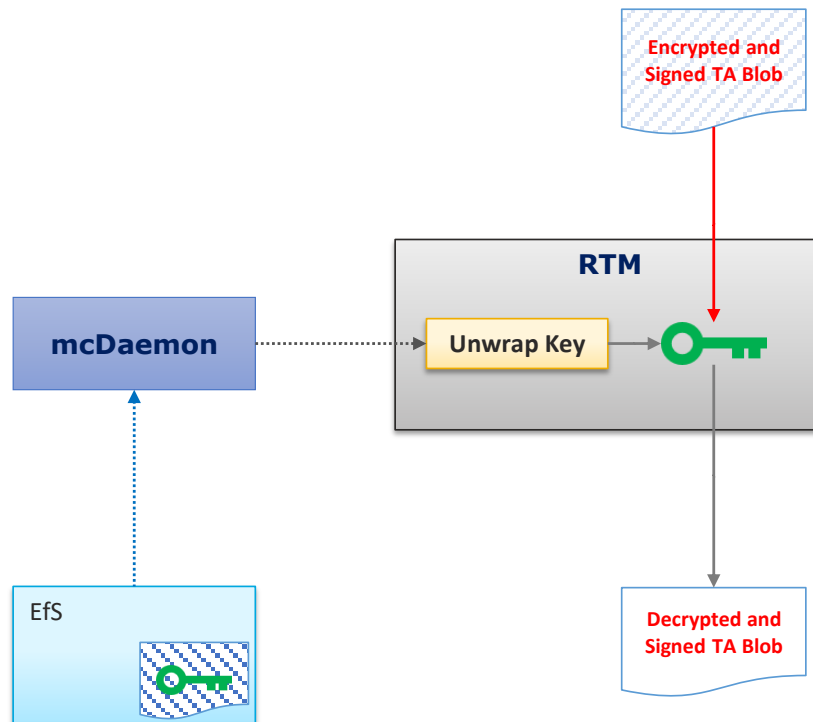 Encrypted and
Signed TA Blob
RTM
mcDaemon
Unwrap Key
EfS
Decrypted and
Signed TA Blob